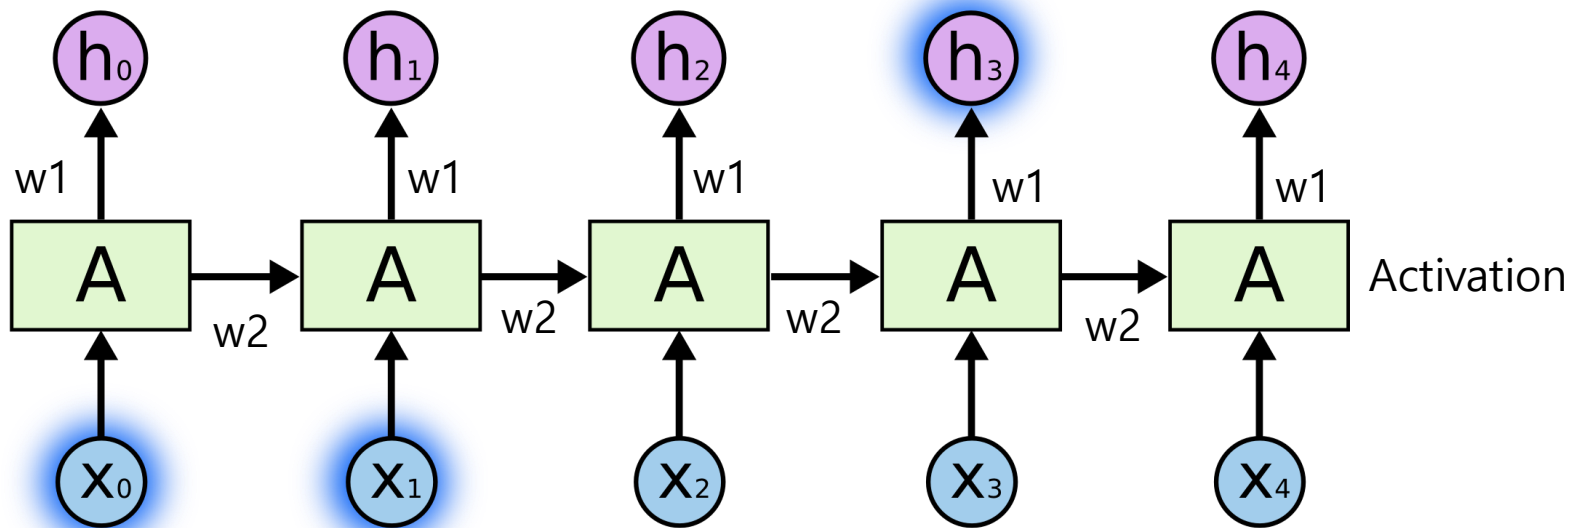 h₀ h₁ h₂ h₃ h₄
w1 w1 w1 w1 w1
A A A A A Activation
w2 w2 w2 w2
x₀ x₁ x₂ x₃ x₄